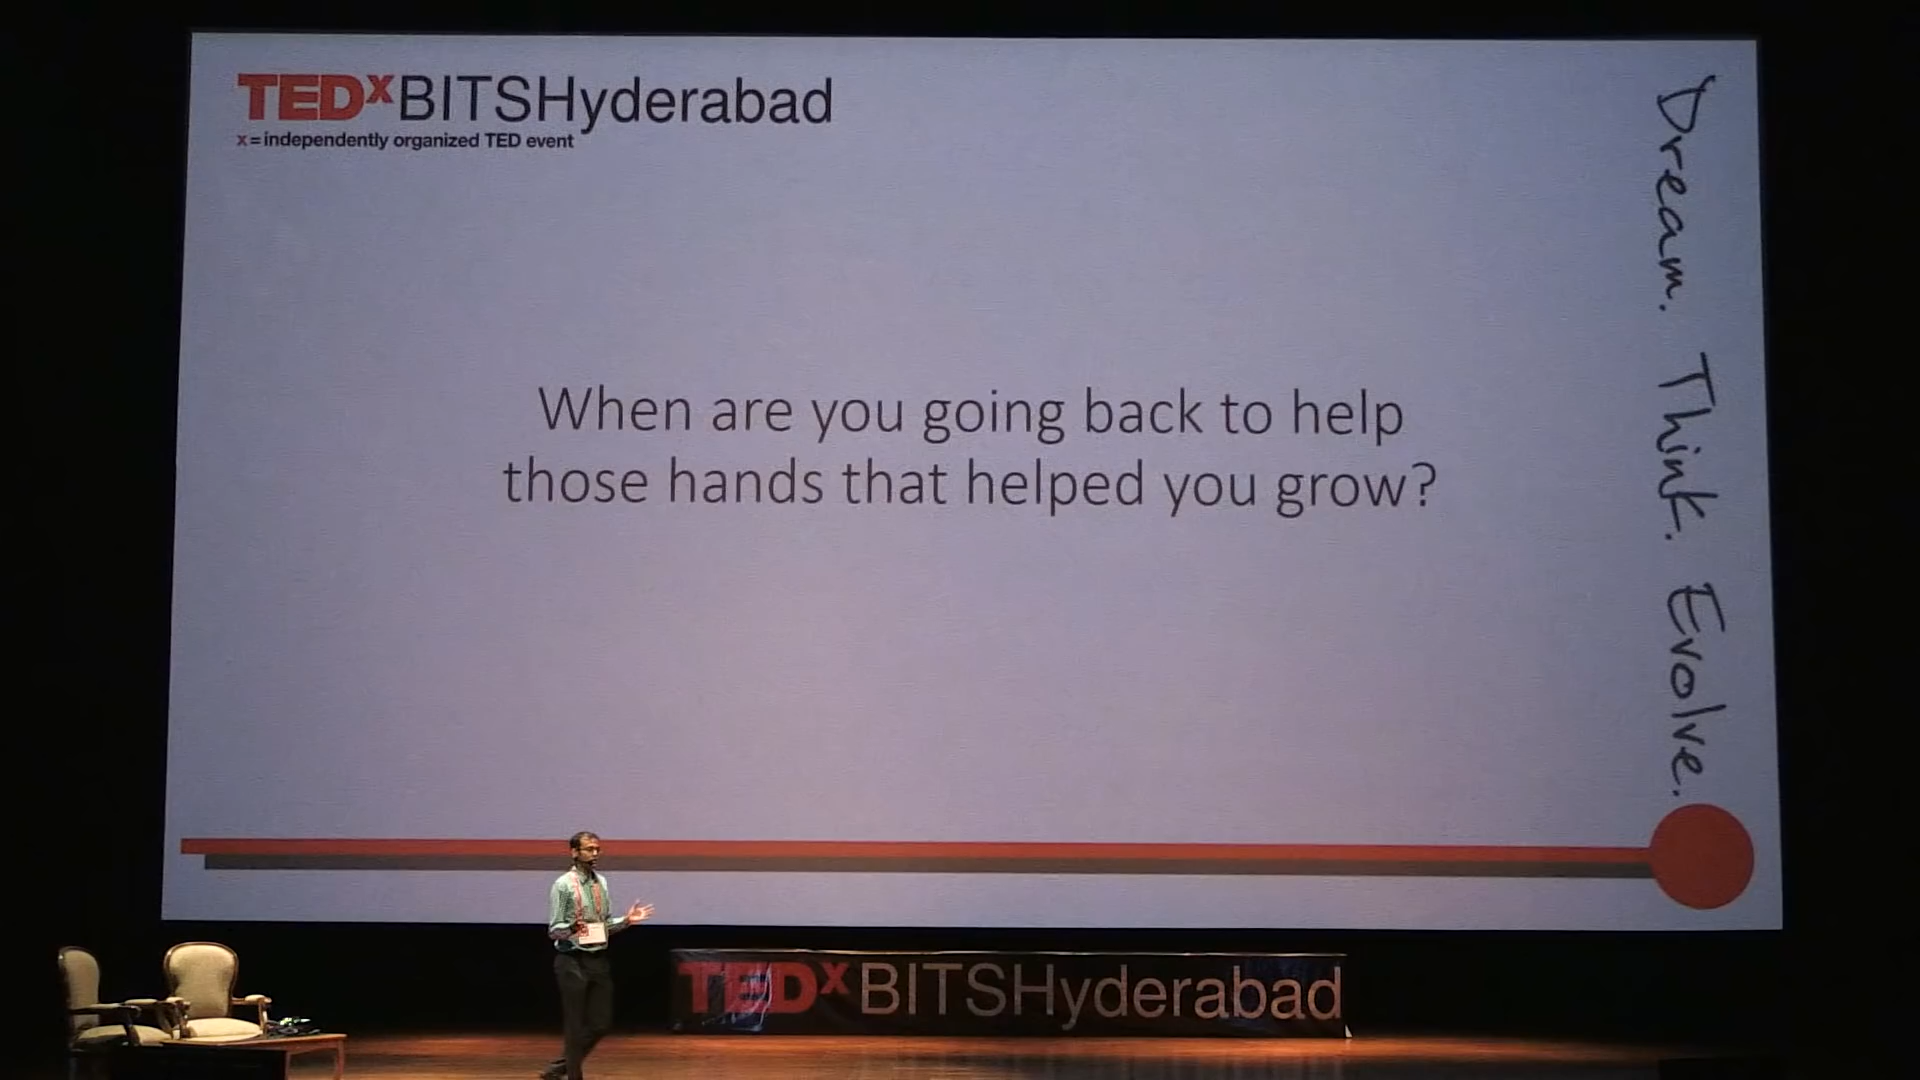 TEDxBITSHyderabad
x=independently organized TED event
When are you going back to help
those hands that helped you grow?
Dream. Think. Evolve.
TEDxBITSHyderabad